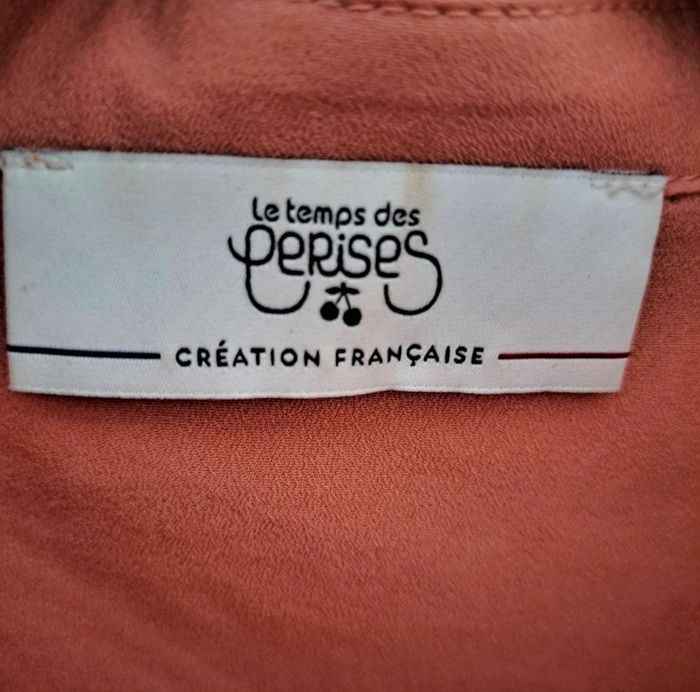 Le temps des
CeRiseS
CRÉATION FRANÇAISE